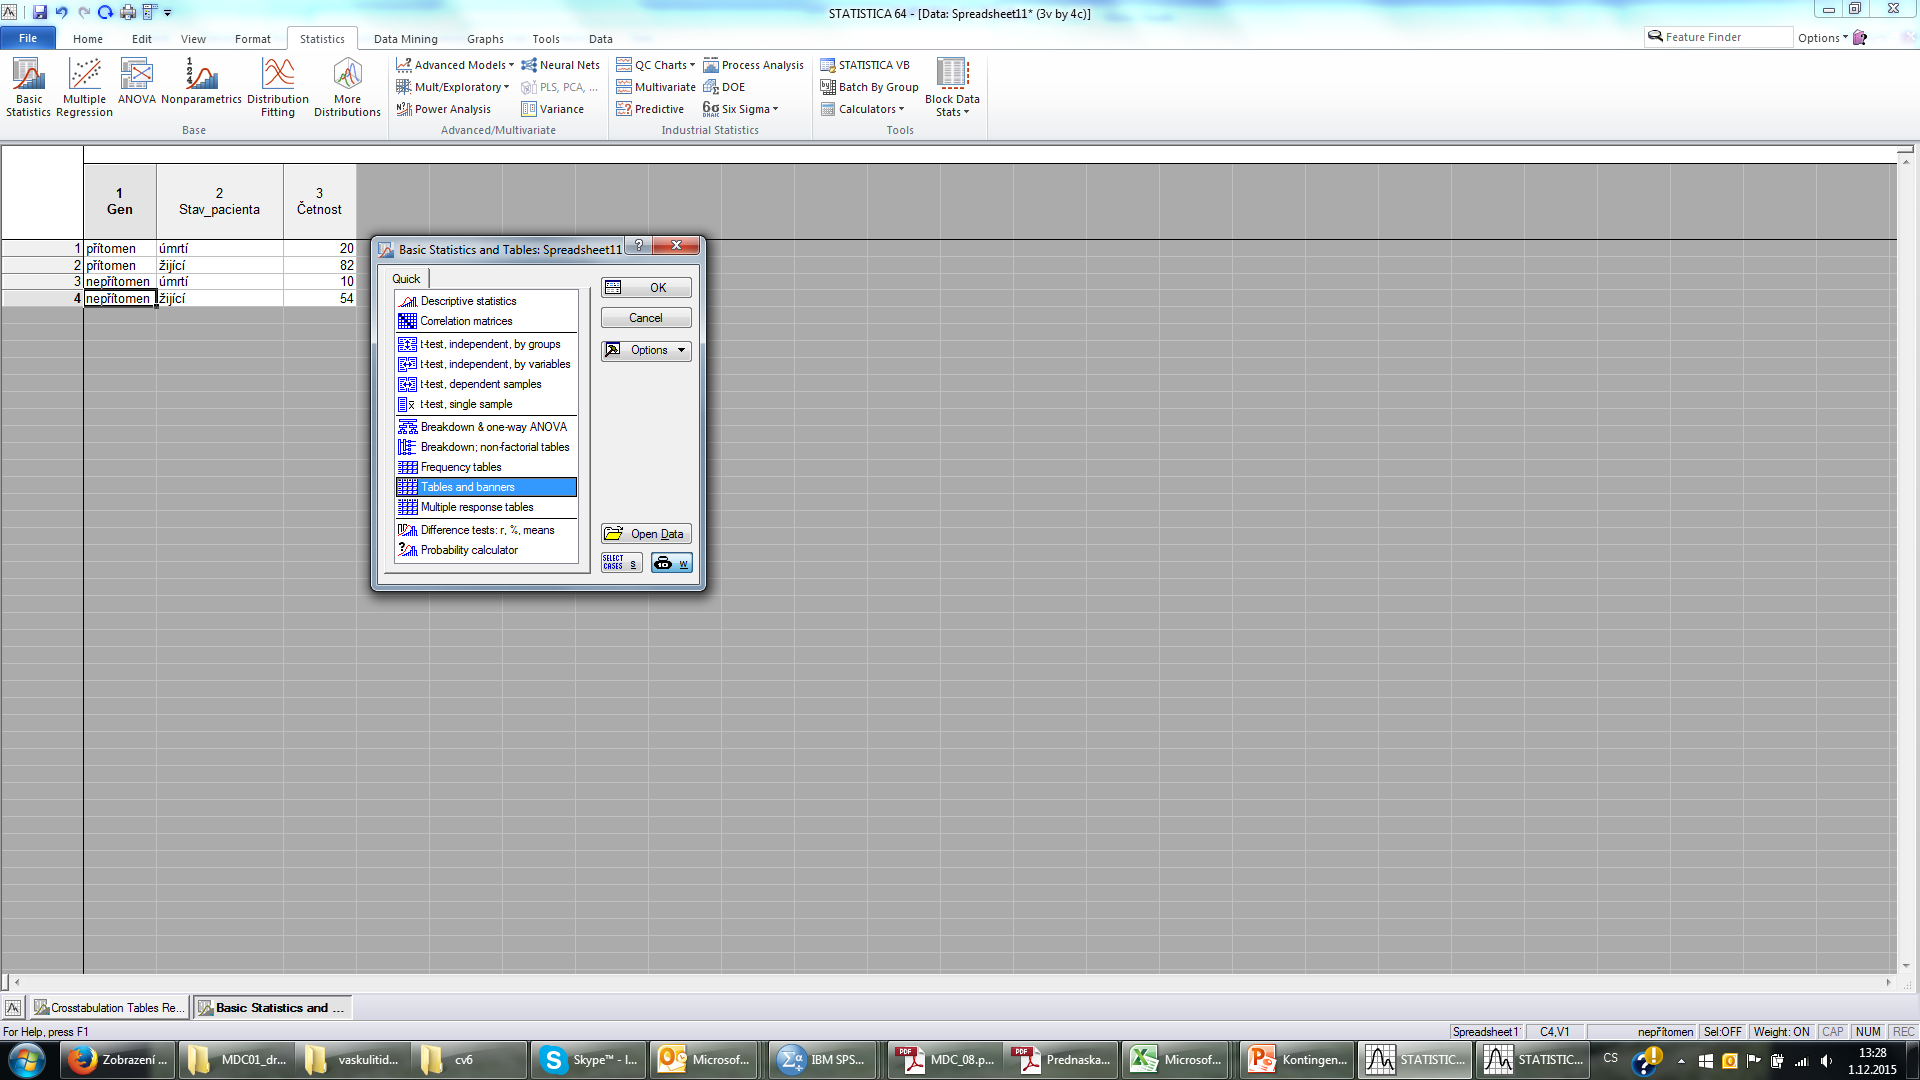 STATISTICA 64 - [Data: Spreadsheet11* (3v by 4c)]
File Home Edit View Format Statistics Data Mining Graphs Tools Data Feature Finder Options
Basic Statistics
Multiple Regression
ANOVA
Nonparametrics
Distribution Fitting
More Distributions
Base
Advanced Models Neural Nets
Mult/Exploratory PLS, PCA, ...
Power Analysis Variance
Advanced/Multivariate
QC Charts Process Analysis
Multivariate DOE
Predictive Six Sigma
Industrial Statistics
STATISTICA VB
Batch By Group
Calculators
Block Data Stats
Tools
1 2 3
Gen Stav_pacienta Četnost
1 přítomen úmrtí 20
2 přítomen žijící 82
3 nepřítomen úmrtí 10
4 nepřítomen žijící 54
Basic Statistics and Tables: Spreadsheet11
Quick
Descriptive statistics
Correlation matrices
t-test, independent, by groups
t-test, independent, by variables
t-test, dependent samples
t-test, single sample
Breakdown & one-way ANOVA
Breakdown; non-factorial tables
Frequency tables
Tables and banners
Multiple response tables
Difference tests: r, %, means
Probability calculator
OK
Cancel
Options
Open Data
SELECT CASES S
W
Crosstabulation Tables Re... Basic Statistics and ...
For Help, press F1 Spreadsheet1 C4,V1 nepřítomen Sel:OFF Weight: ON CAP NUM REC
Zobrazení ... MDC01_dr... vaskulitid... cv6 Skype™ - I... Microsof... IBM SPS... MDC_08.p... Prednaska... Microsof... Kontingen... STATISTIC... STATISTIC... CS 13:28
1.12.2015